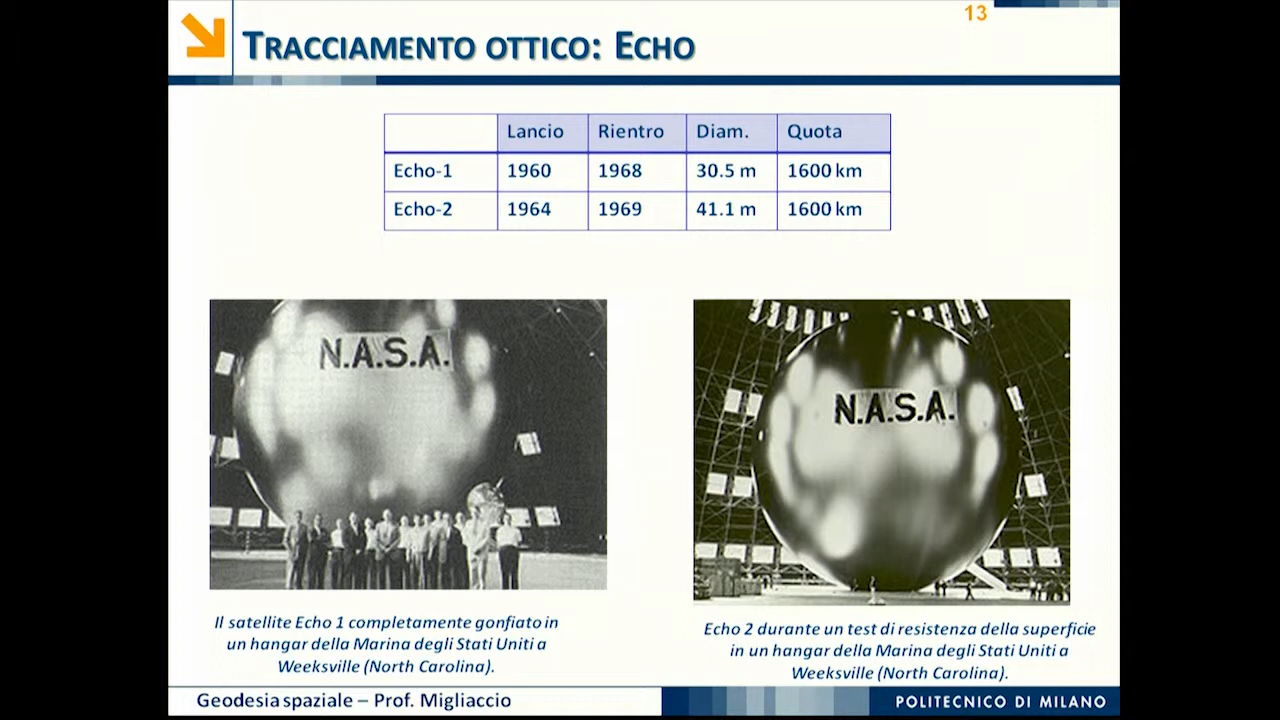 13
TRACCIAMENTO OTTICO: ECHO
Lancio Rientro Diam. Quota
Echo-1 1960 1968 30.5 m 1600 km
Echo-2 1964 1969 41.1 m 1600 km
N.A.S.A.
N.A.S.A.
Il satellite Echo 1 completamente gonfiato in
un hangar della Marina degli Stati Uniti a
Weeksville (North Carolina).
Echo 2 durante un test di resistenza della superficie
in un hangar della Marina degli Stati Uniti a
Weeksville (North Carolina).
Geodesia spaziale – Prof. Migliaccio
POLITECNICO DI MILANO